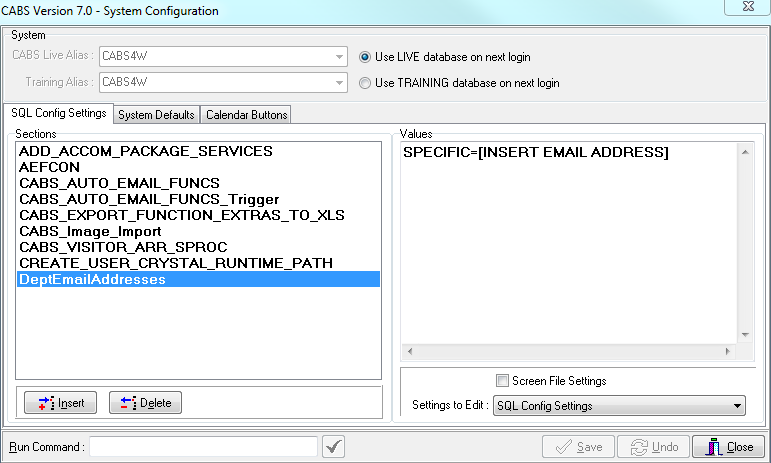 CABS Version 7.0 - System Configuration
System
CABS Live Alias : CABS4W Use LIVE database on next login
Training Alias : CABS4W Use TRAINING database on next login
SQL Config Settings System Defaults Calendar Buttons
Sections
ADD_ACCOM_PACKAGE_SERVICES
AEFCON
CABS_AUTO_EMAIL_FUNCS
CABS_AUTO_EMAIL_FUNCS_Trigger
CABS_EXPORT_FUNCTION_EXTRAS_TO_XLS
CABS_Image_Import
CABS_VISITOR_ARR_SPROC
CREATE_USER_CRYSTAL_RUNTIME_PATH
DeptEmailAddresses
Insert Delete
Values
SPECIFIC=[INSERT EMAIL ADDRESS]
Screen File Settings
Settings to Edit : SQL Config Settings
Run Command : Save Undo Close